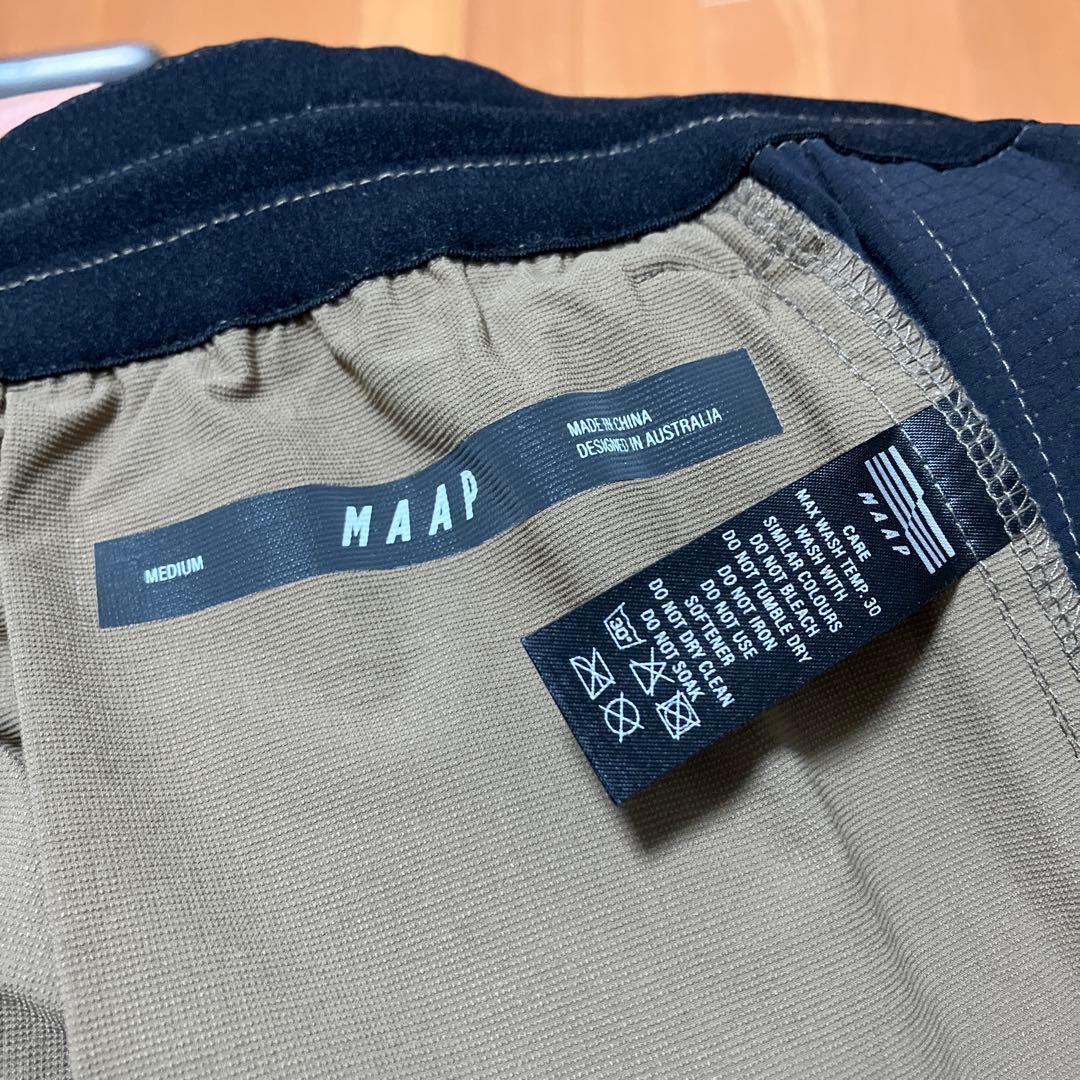 MEDIUM
MAAP
MADE IN CHINA
DESIGNED IN AUSTRALIA
MAAP
CARE
MAX WASH TEMP. 30
WASH WITH
SIMILAR COLOURS
DO NOT BLEACH
DO NOT TUMBLE DRY
DO NOT IRON
DO NOT USE
SOFTENER
DO NOT DRY CLEAN
DO NOT SOAK
30°